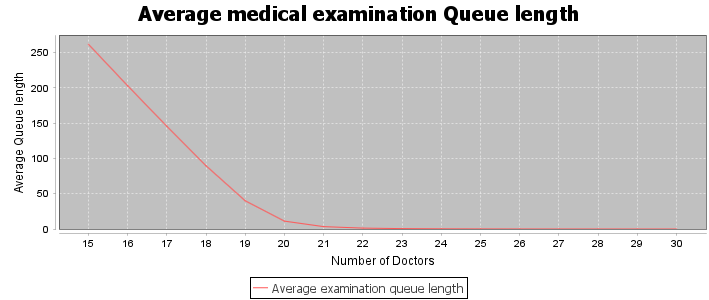 Average medical examination Queue length
Average Queue length
250
200
150
100
50
0
15 16 17 18 19 20 21 22 23 24 25 26 27 28 29 30
Number of Doctors
Average examination queue length